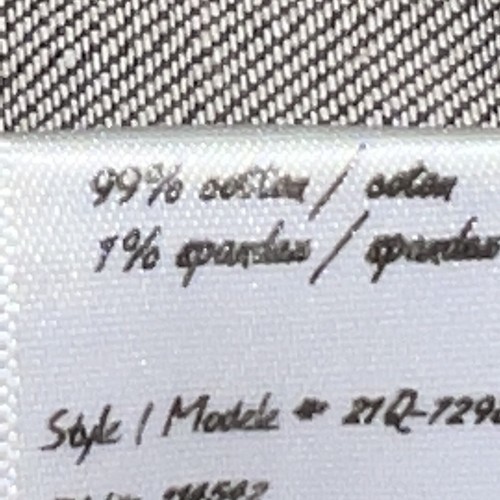 99% cotton / coton
1% spandex / spandex
Style / Modele # 21Q-729